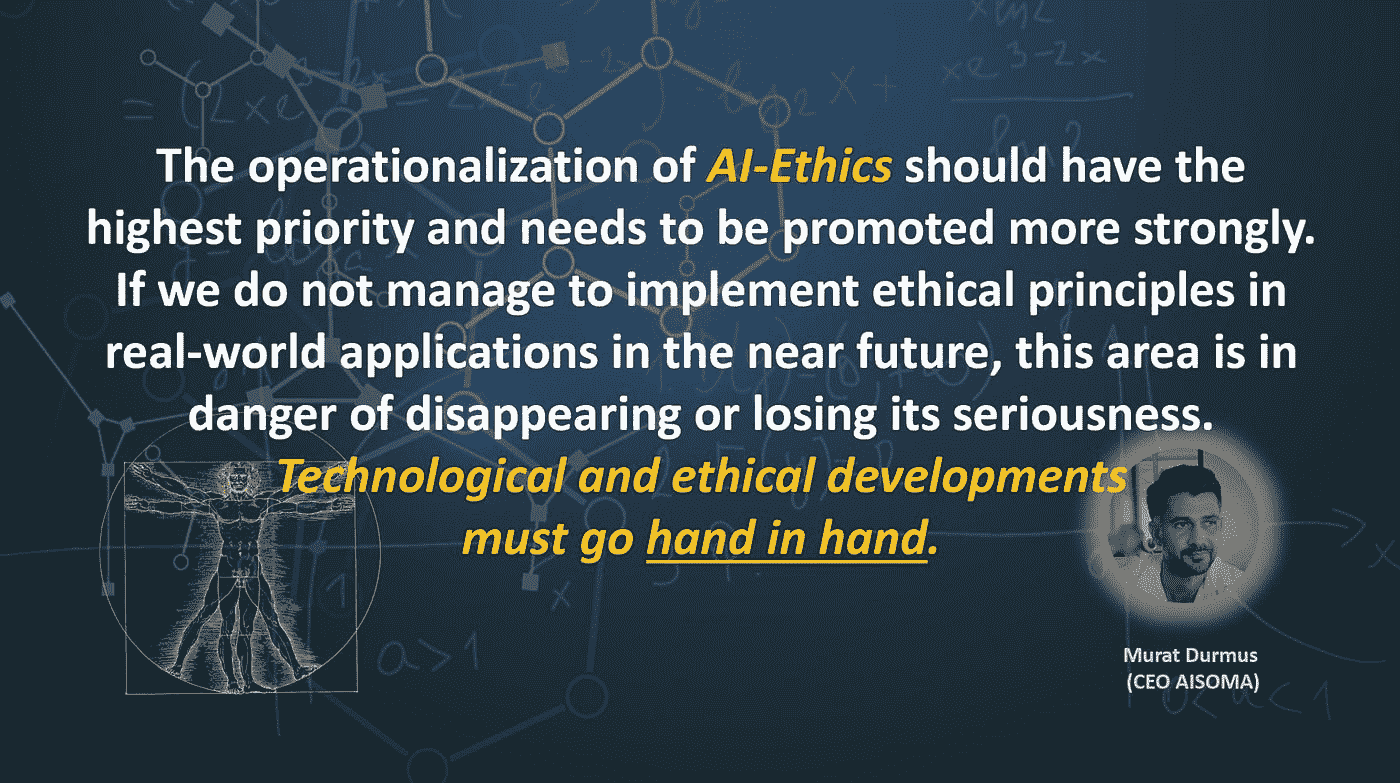 The operationalization of AI-Ethics should have the
highest priority and needs to be promoted more strongly.
If we do not manage to implement ethical principles in
real-world applications in the near future, this area is in
danger of disappearing or losing its seriousness.
Technological and ethical developments
must go hand in hand.
Murat Durmus
(CEO AISOMA)
a>1